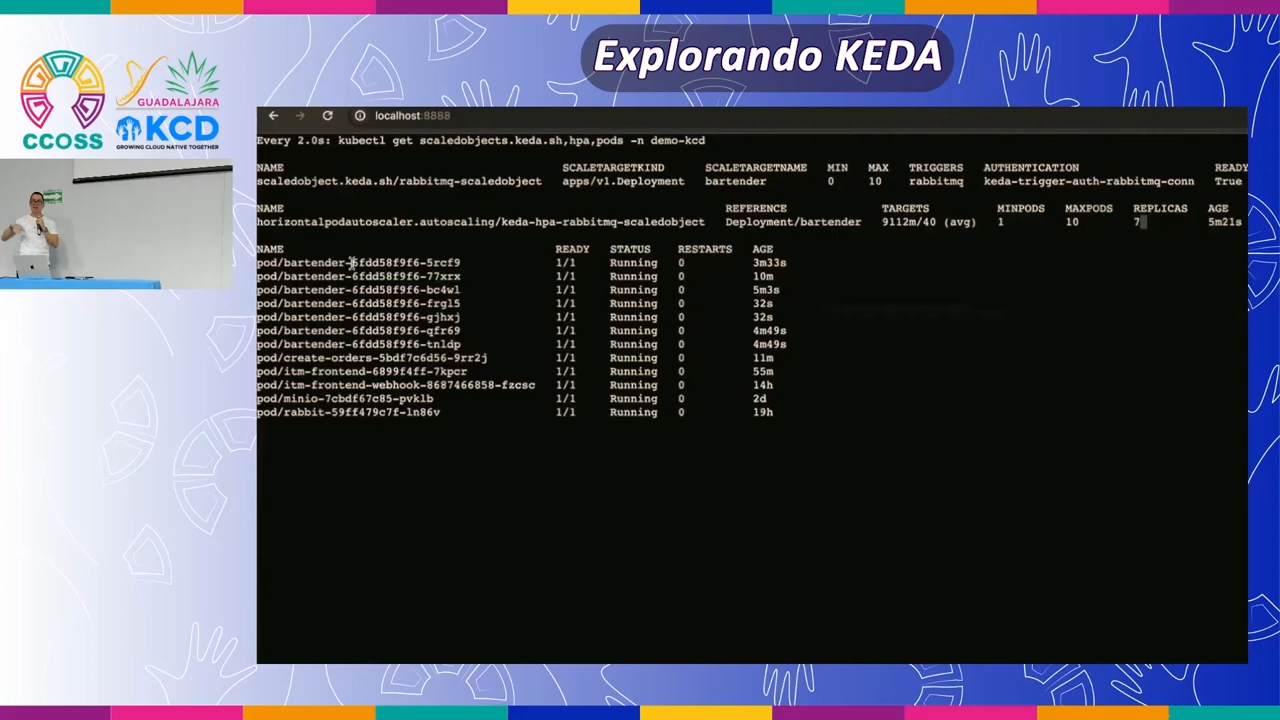 Explorando KEDA
CCOSS
GUADALAJARA
KCD
GROWING CLOUD NATIVE TOGETHER
localhost:8888
Every 2.0s: kubectl get scaledobjects.keda.sh,hpa,pods -n demo-kcd
NAME SCALETARGETKIND SCALETARGETNAME MIN MAX TRIGGERS AUTHENTICATION READY
scaledobject.keda.sh/rabbitmq-scaledobject apps/v1.Deployment bartender 0 10 rabbitmq keda-trigger-auth-rabbitmq-conn True
NAME REFERENCE TARGETS MINPODS MAXPODS REPLICAS AGE
horizontalpodautoscaler.autoscaling/keda-hpa-rabbitmq-scaledobject Deployment/bartender 9112m/40 (avg) 1 10 7 5m21s
NAME READY STATUS RESTARTS AGE
pod/bartender-6fdd58f9f6-5rcf9 1/1 Running 0 3m33s
pod/bartender-6fdd58f9f6-77xrx 1/1 Running 0 10m
pod/bartender-6fdd58f9f6-bc4wl 1/1 Running 0 5m3s
pod/bartender-6fdd58f9f6-frgl5 1/1 Running 0 32s
pod/bartender-6fdd58f9f6-gjhxj 1/1 Running 0 32s
pod/bartender-6fdd58f9f6-qfr69 1/1 Running 0 4m49s
pod/bartender-6fdd58f9f6-tnldp 1/1 Running 0 4m49s
pod/create-orders-5bdf7c6d56-9rr2j 1/1 Running 0 11m
pod/itm-frontend-6899f4ff-7kpcr 1/1 Running 0 55m
pod/itm-frontend-webhook-8687466858-fzcsc 1/1 Running 0 14h
pod/minio-7cbdf67c85-pvklb 1/1 Running 0 2d
pod/rabbit-59ff479c7f-ln86v 1/1 Running 0 19h